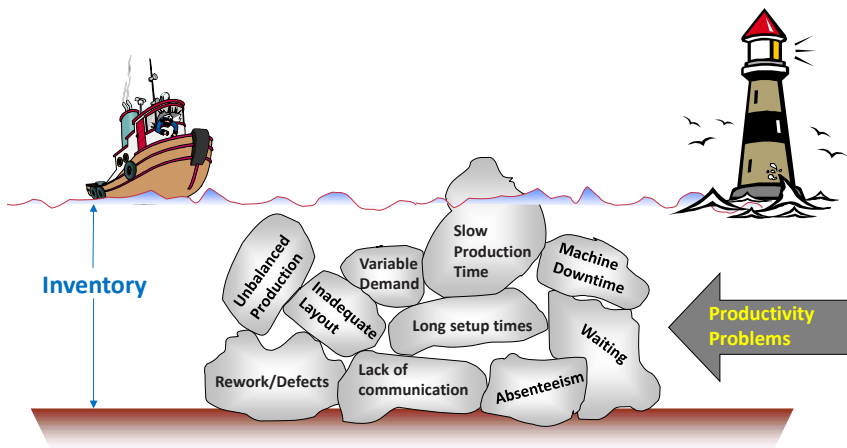 Slow
Production
Time
Unbalanced
Production
Variable
Demand
Machine
Downtime
Inventory
Inadequate
Layout
Long setup times
Waiting
Productivity
Problems
Rework/Defects
Lack of
communication
Absenteeism